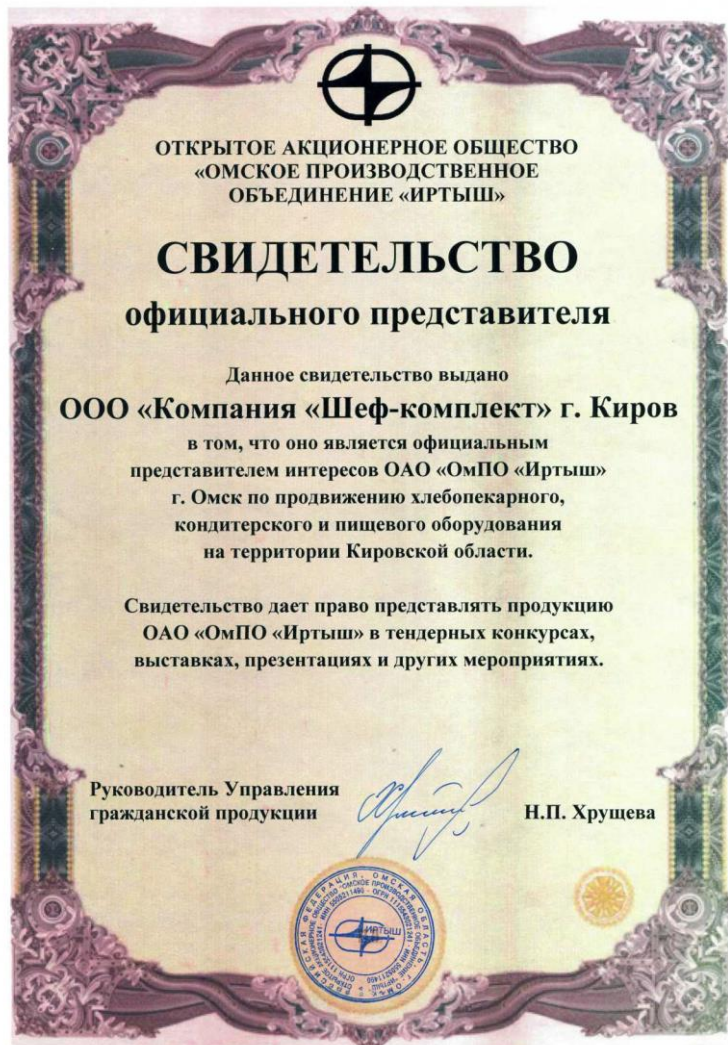 ОТКРЫТОЕ АКЦИОНЕРНОЕ ОБЩЕСТВО
«ОМСКОЕ ПРОИЗВОДСТВЕННОЕ
ОБЪЕДИНЕНИЕ «ИРТЫШ»
СВИДЕТЕЛЬСТВО
официального представителя
Данное свидетельство выдано
ООО «Компания «Шеф-комплект» г. Киров
в том, что оно является официальным
представителем интересов ОАО «ОмПО «Иртыш»
г. Омск по продвижению хлебопекарного,
кондитерского и пищевого оборудования
на территории Кировской области.
Свидетельство дает право представлять продукцию
ОАО «ОмПО «Иртыш» в тендерных конкурсах,
выставках, презентациях и других мероприятиях.
Руководитель Управления
гражданской продукции
Н.П. Хрущева
ИРТЫШ